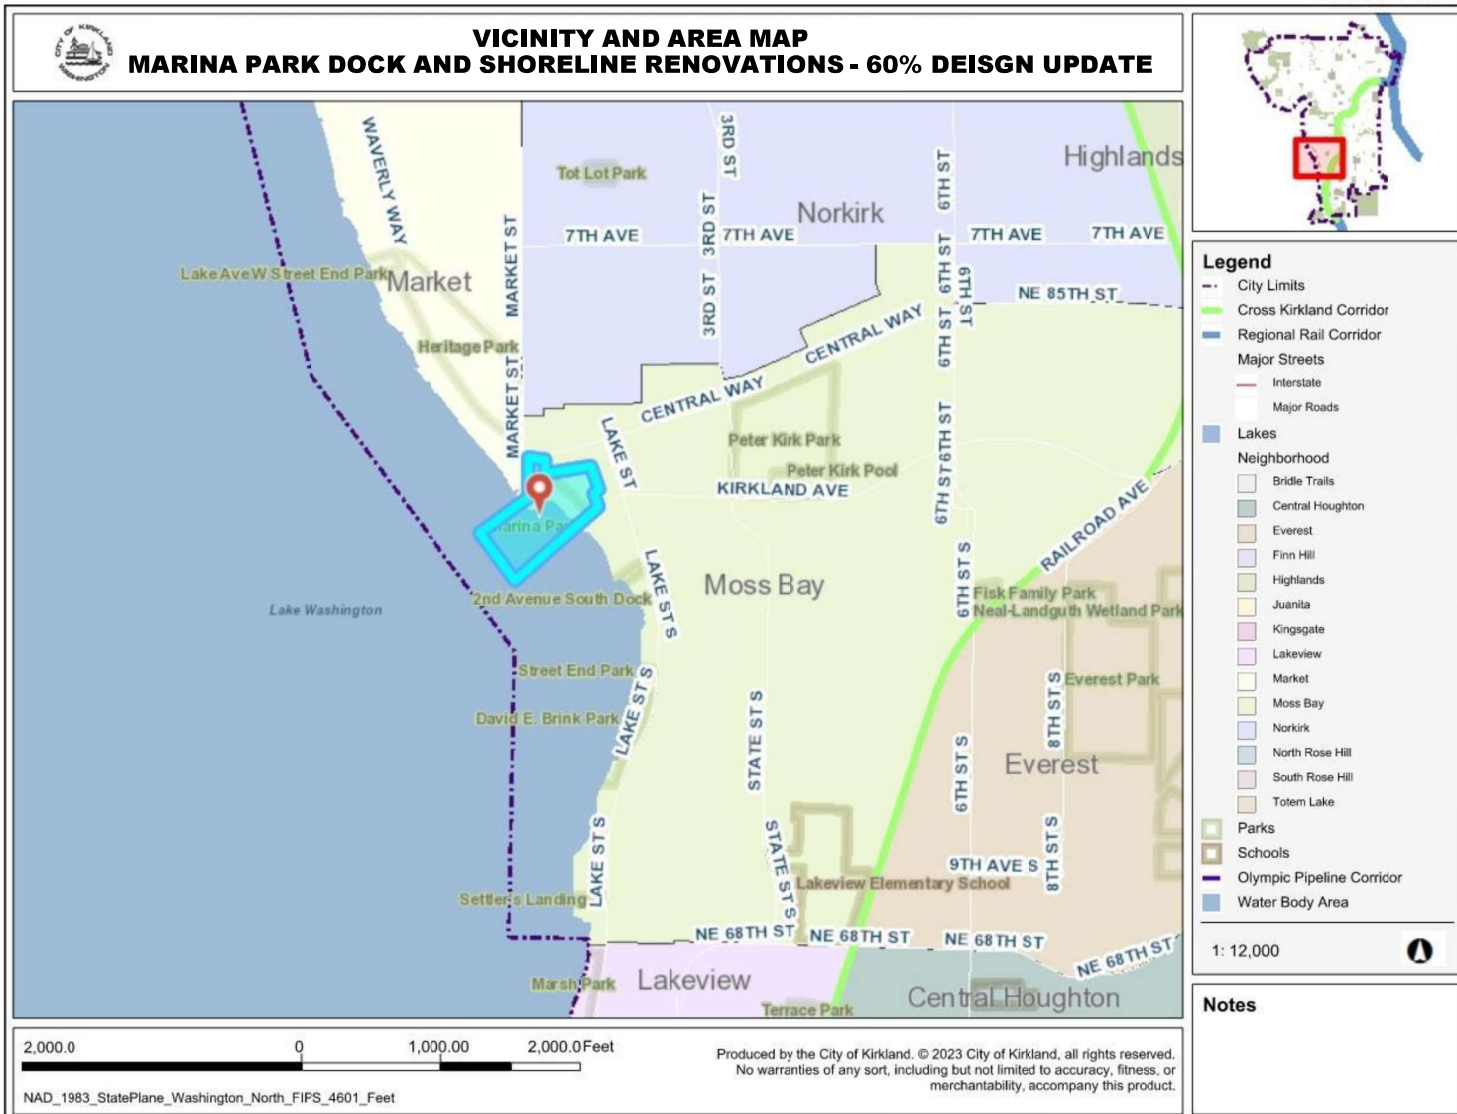 CITY OF KIRKLAND
WASHINGTON
VICINITY AND AREA MAP
MARINA PARK DOCK AND SHORELINE RENOVATIONS - 60% DEISGN UPDATE
WAVERLY WAY
Tot Lot Park
3RD ST
Highlands
Norkirk
6TH ST
MARKET ST
3RD ST
7TH AVE
7TH AVE
6TH ST
7TH AVE
7TH AVE
Lake Ave W Street End Park
Market
3RD ST
6TH ST
NE 85TH ST
Heritage Park
MARKET ST
CENTRAL WAY
6TH ST
CENTRAL WAY
LAKE ST
Peter Kirk Park
Peter Kirk Pool
6TH ST
6TH ST
KIRKLAND AVE
Marina Pa
RAILROAD AVE
LAKE ST S
Moss Bay
6TH ST S
Fisk Family Park
Neal-Landguth Wetland Park
2nd Avenue South Dock
Lake Washington
Street End Park
LAKE ST S
David E. Brink Park
STATE ST S
8TH ST S
Everest Park
6TH ST S
Everest
LAKE ST S
STATE ST S
8TH ST S
9TH AVE S
Lakeview Elementary School
Settler's Landing
NE 68TH ST
NE 68TH ST
NE 68TH ST
NE 68TH ST
Marsh Park
Lakeview
Terrace Park
Central Houghton
Legend
City Limits
Cross Kirkland Corridor
Regional Rail Corridor
Major Streets
Interstate
Major Roads
Lakes
Neighborhood
Bridle Trails
Central Houghton
Everest
Finn Hill
Highlands
Juanita
Kingsgate
Lakeview
Market
Moss Bay
Norkirk
North Rose Hill
South Rose Hill
Totem Lake
Parks
Schools
Olympic Pipeline Corridor
Water Body Area
1: 12,000
Notes
2,000.0 0 1,000.00 2,000.0 Feet
NAD_1983_StatePlane_Washington_North_FIPS_4601_Feet
Produced by the City of Kirkland. © 2023 City of Kirkland, all rights reserved.
No warranties of any sort, including but not limited to accuracy, fitness, or
merchantability, accompany this product.